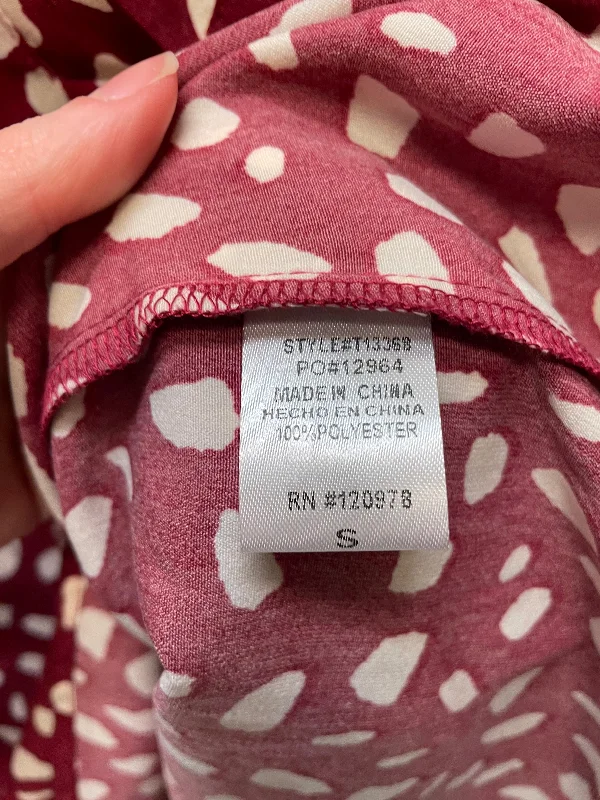 STYLE#T13369
PO#12964
MADE IN CHINA
HECHO EN CHINA
100%POLYESTER
RN #120978
S